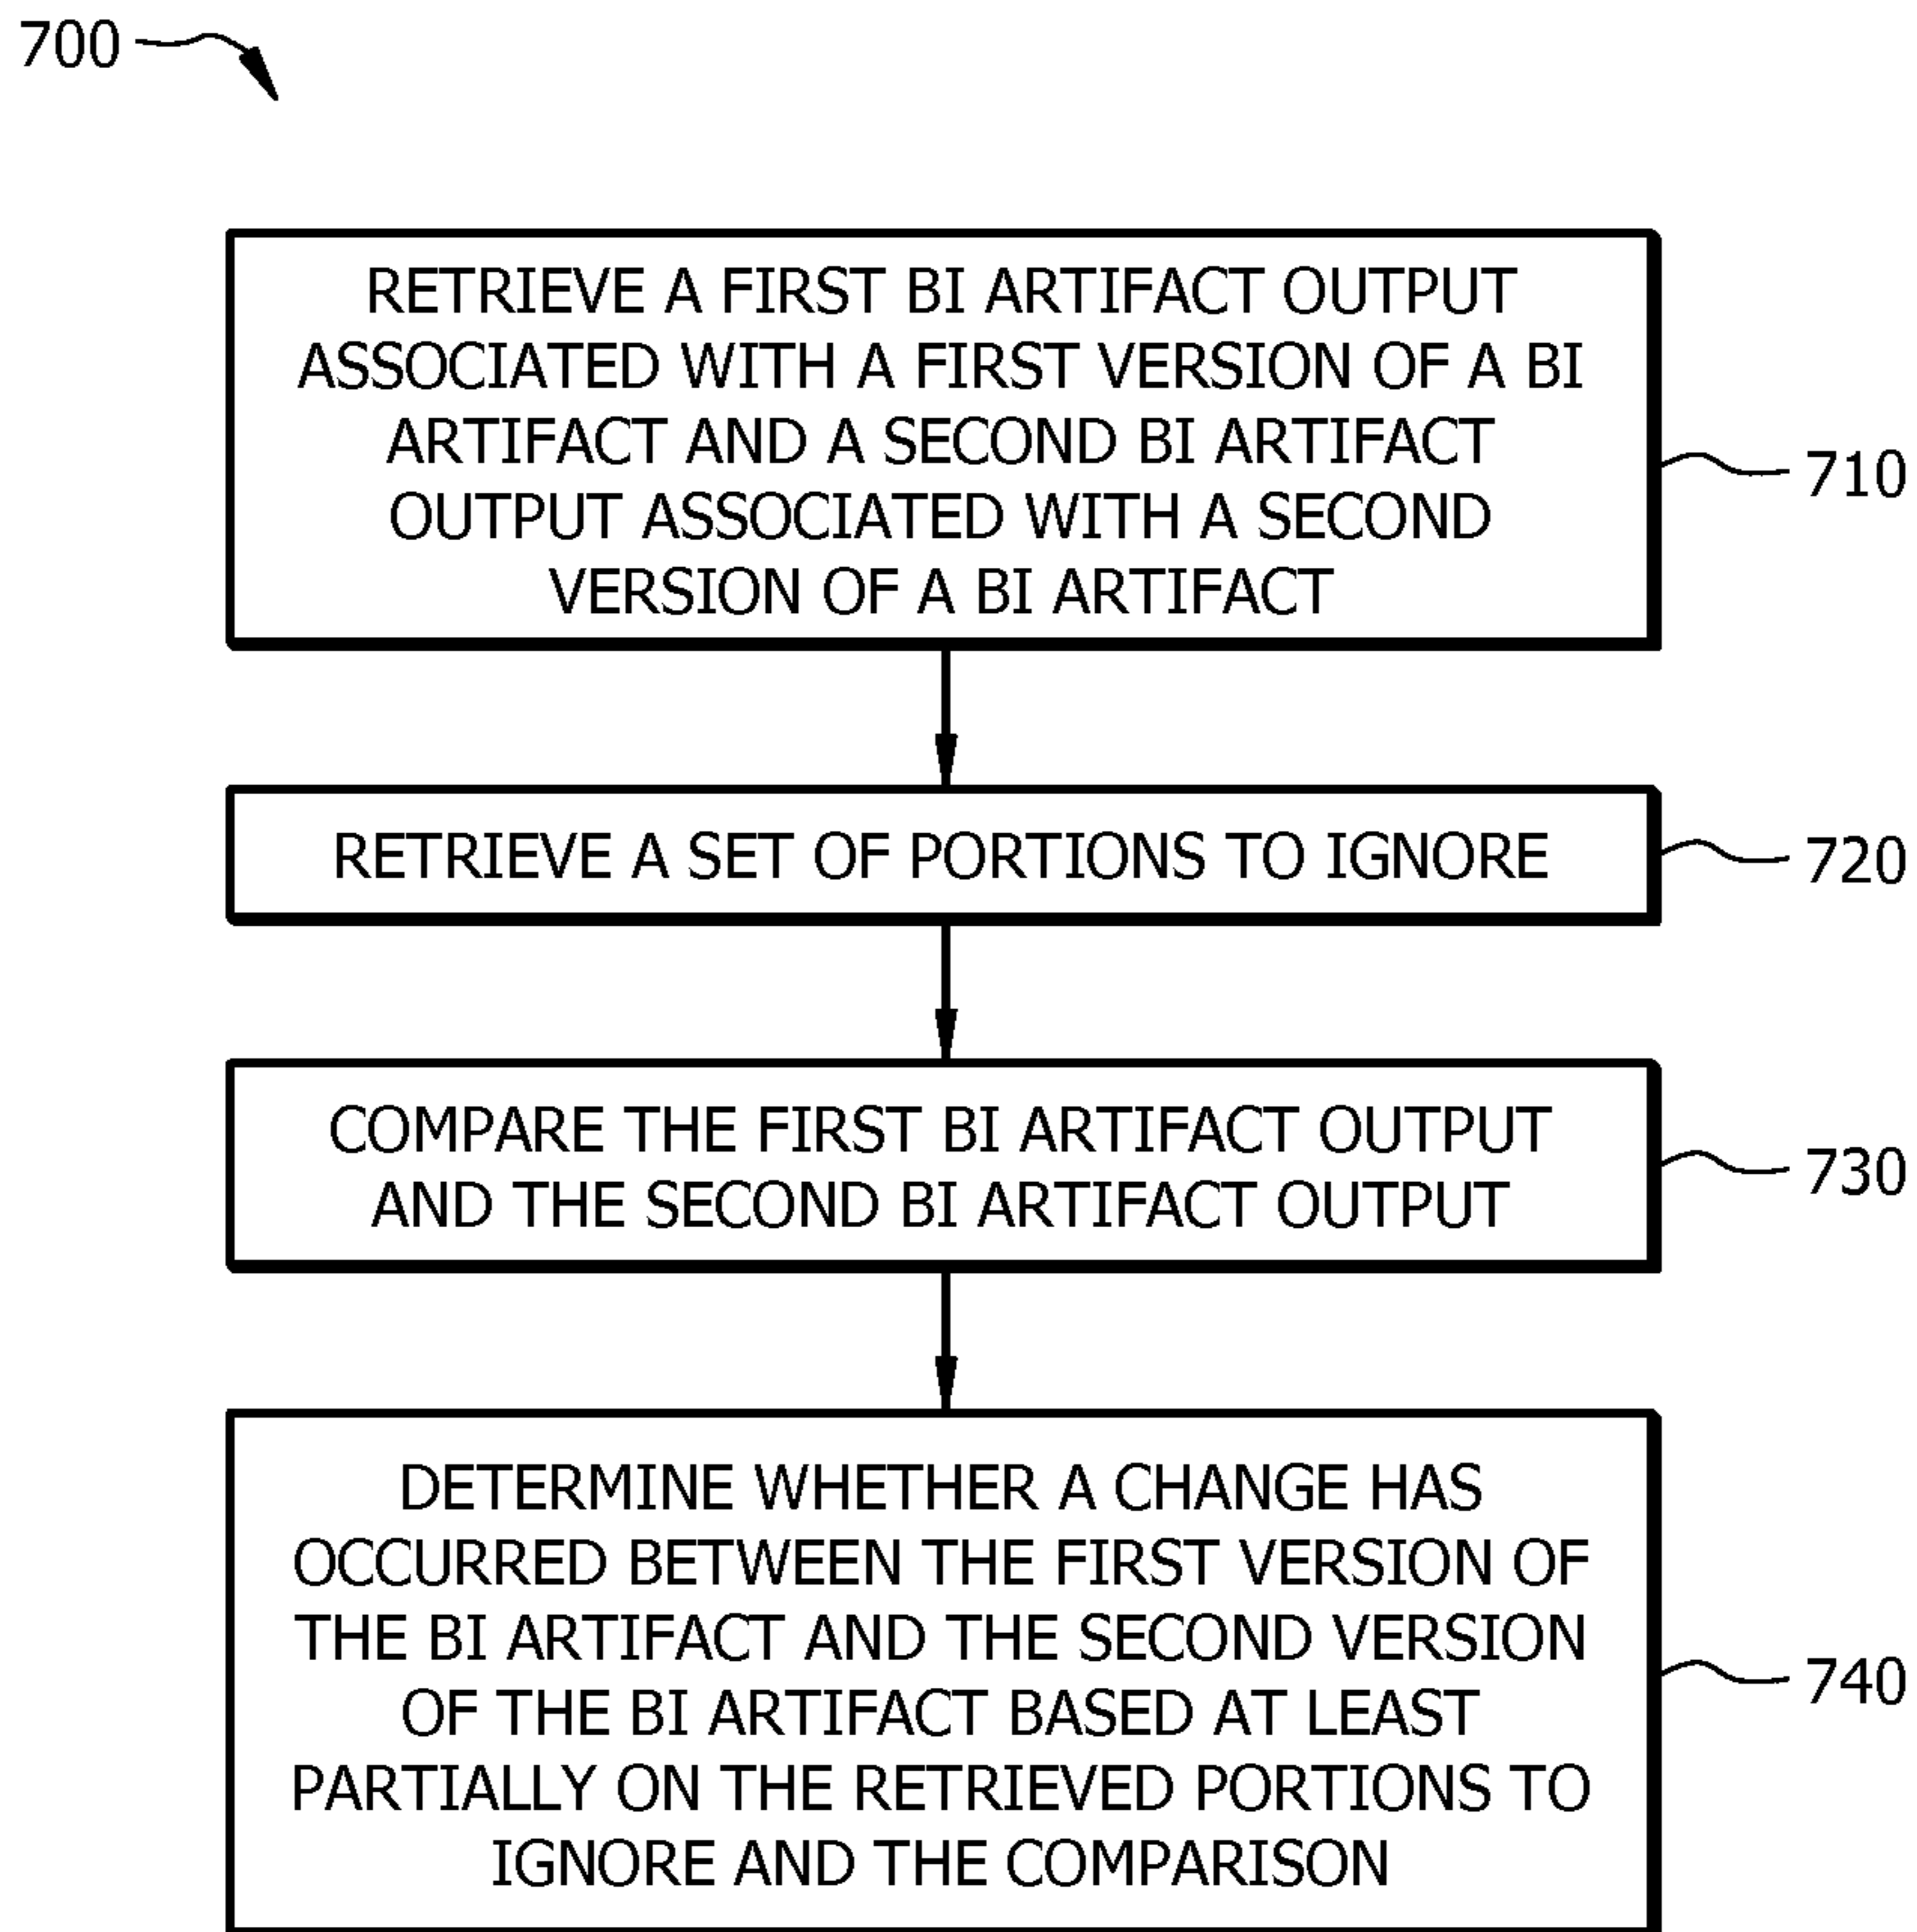 700
RETRIEVE A FIRST BI ARTIFACT OUTPUT
ASSOCIATED WITH A FIRST VERSION OF A BI
ARTIFACT AND A SECOND BI ARTIFACT
OUTPUT ASSOCIATED WITH A SECOND
VERSION OF A BI ARTIFACT
710
RETRIEVE A SET OF PORTIONS TO IGNORE
720
COMPARE THE FIRST BI ARTIFACT OUTPUT
AND THE SECOND BI ARTIFACT OUTPUT
730
DETERMINE WHETHER A CHANGE HAS
OCCURRED BETWEEN THE FIRST VERSION OF
THE BI ARTIFACT AND THE SECOND VERSION
OF THE BI ARTIFACT BASED AT LEAST
PARTIALLY ON THE RETRIEVED PORTIONS TO
IGNORE AND THE COMPARISON
740